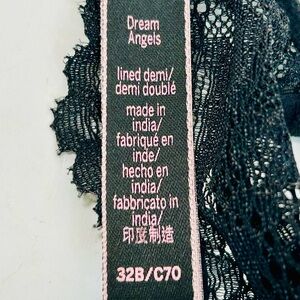 Dream
Angels
lined demi/
demi doublé
made in
india/
fabriqué en
inde/
hecho en
india/
fabbricato in
india/
印度制造
32B/C70